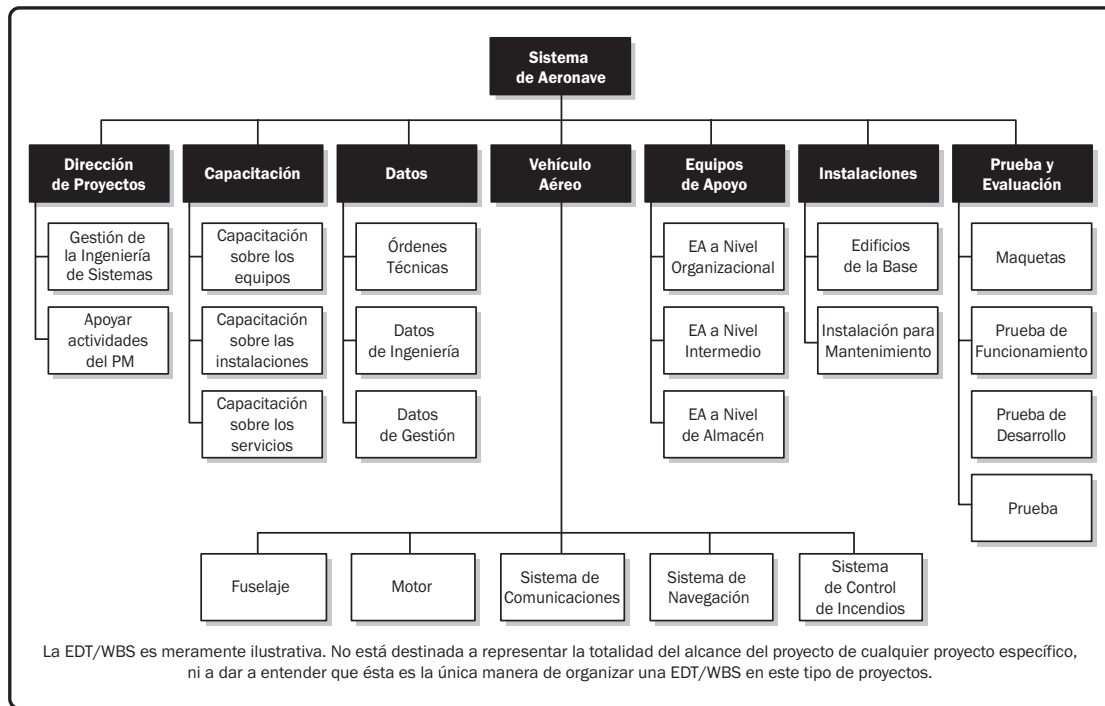 Sistema
de Aeronave
Dirección
de Proyectos
Capacitación
Datos
Vehículo
Aéreo
Equipos
de Apoyo
Instalaciones
Prueba y
Evaluación
Gestión de
la Ingeniería
de Sistemas
Apoyar
actividades
del PM
Capacitación
sobre los
equipos
Capacitación
sobre las
instalaciones
Capacitación
sobre los
servicios
Órdenes
Técnicas
Datos
de Ingeniería
Datos
de Gestión
EA a Nivel
Organizacional
EA a Nivel
Intermedio
EA a Nivel
de Almacén
Edificios
de la Base
Instalación para
Mantenimiento
Maquetas
Prueba de
Funcionamiento
Prueba de
Desarrollo
Prueba
Fuselaje
Motor
Sistema de
Comunicaciones
Sistema de
Navegación
Sistema
de Control
de Incendios
La EDT/WBS es meramente ilustrativa. No está destinada a representar la totalidad del alcance del proyecto de cualquier proyecto específico,
ni a dar a entender que ésta es la única manera de organizar una EDT/WBS en este tipo de proyectos.